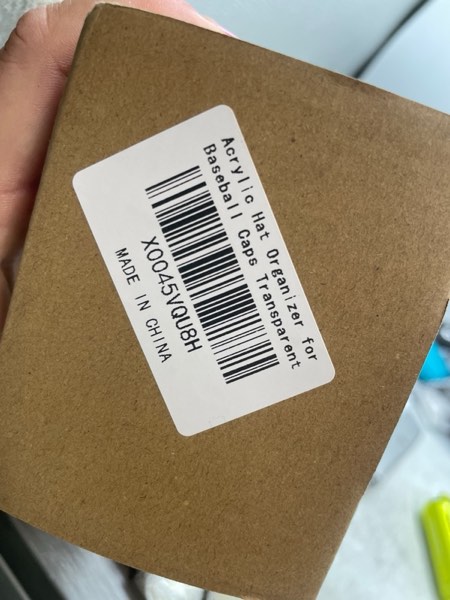 Acrylic Hat Organizer for
Baseball Caps Transparent
X0045VQU8H
MADE IN CHINA